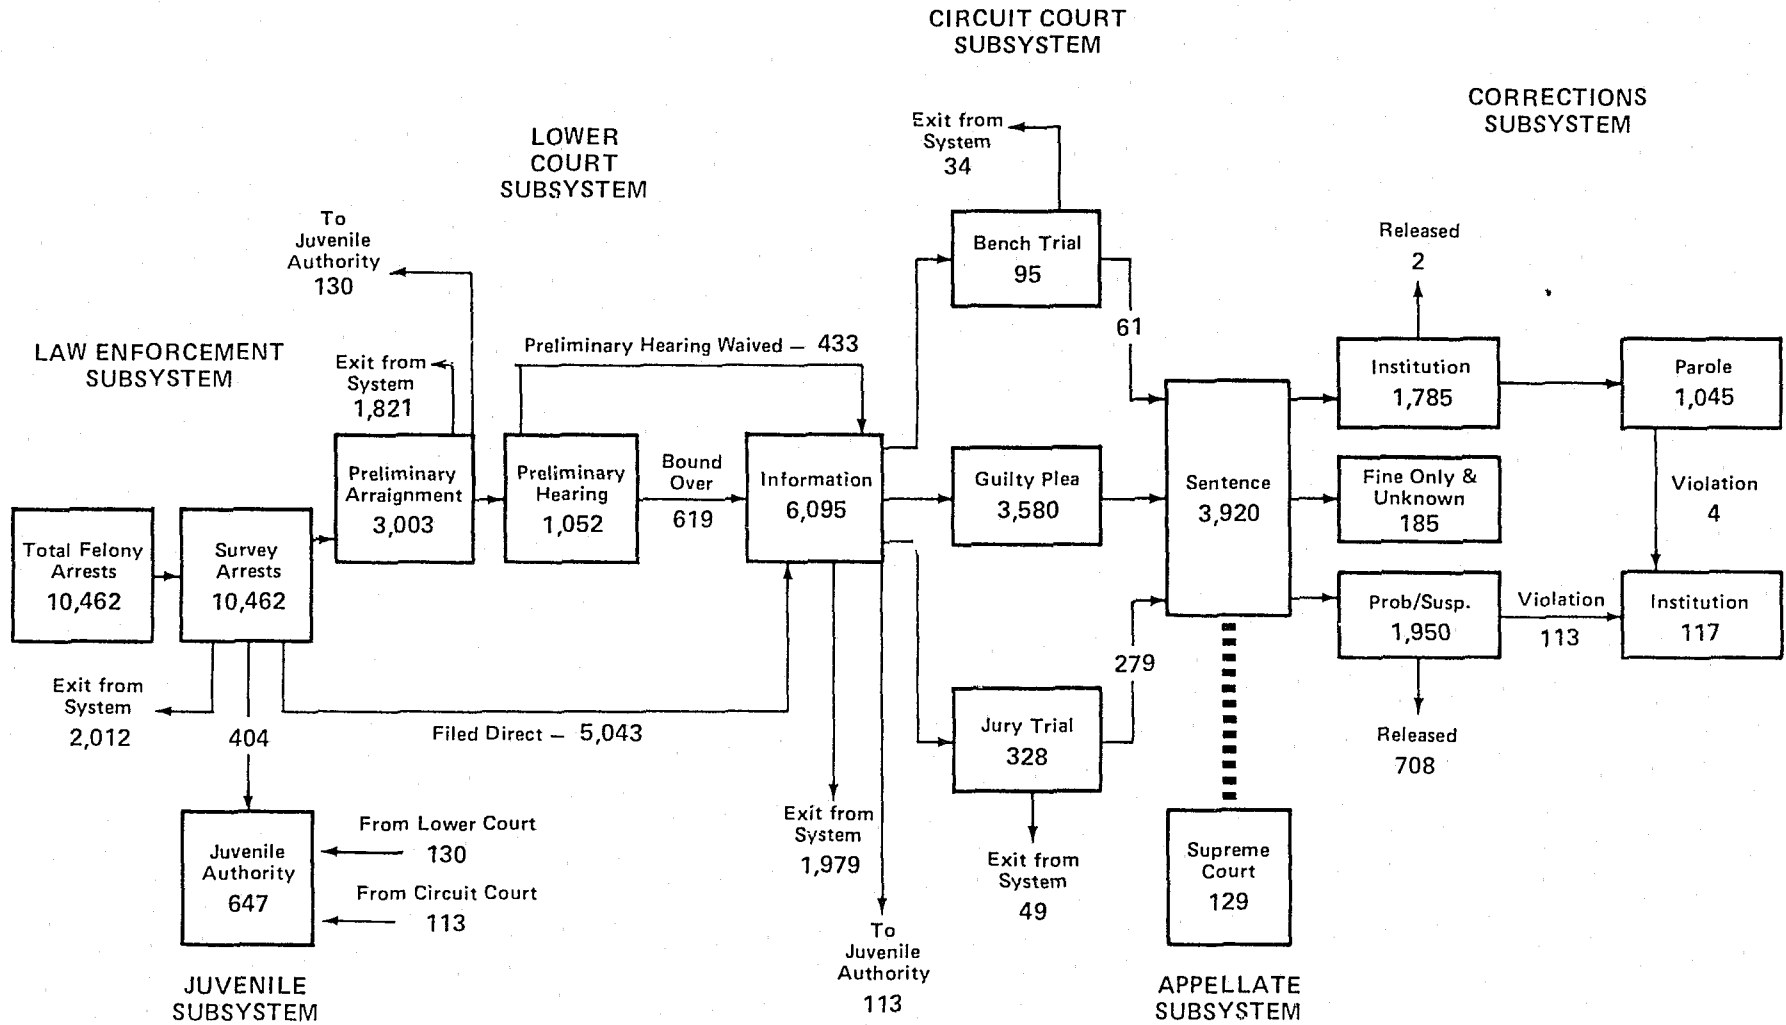 CIRCUIT COURT
SUBSYSTEM
CORRECTIONS
SUBSYSTEM
LOWER
COURT
SUBSYSTEM
LAW ENFORCEMENT
SUBSYSTEM
To
Juvenile
Authority
130
Exit from
System
1,821
Preliminary Hearing Waived — 433
Exit from
System
34
Bench Trial
95
61
Released
2
Total Felony
Arrests
10,462
Survey
Arrests
10,462
Preliminary
Arraignment
3,003
Preliminary
Hearing
1,052
Bound
Over
619
Information
6,095
Guilty Plea
3,580
Sentence
3,920
Institution
1,785
Parole
1,045
Fine Only &
Unknown
185
Violation
4
Prob/Susp.
1,950
Violation
113
Institution
117
Exit from
System
2,012
404
Filed Direct — 5,043
Jury Trial
328
279
Released
708
Juvenile
Authority
647
From Lower Court
130
From Circuit Court
113
Exit from
System
1,979
To
Juvenile
Authority
113
Exit from
System
49
Supreme
Court
129
JUVENILE
SUBSYSTEM
APPELLATE
SUBSYSTEM